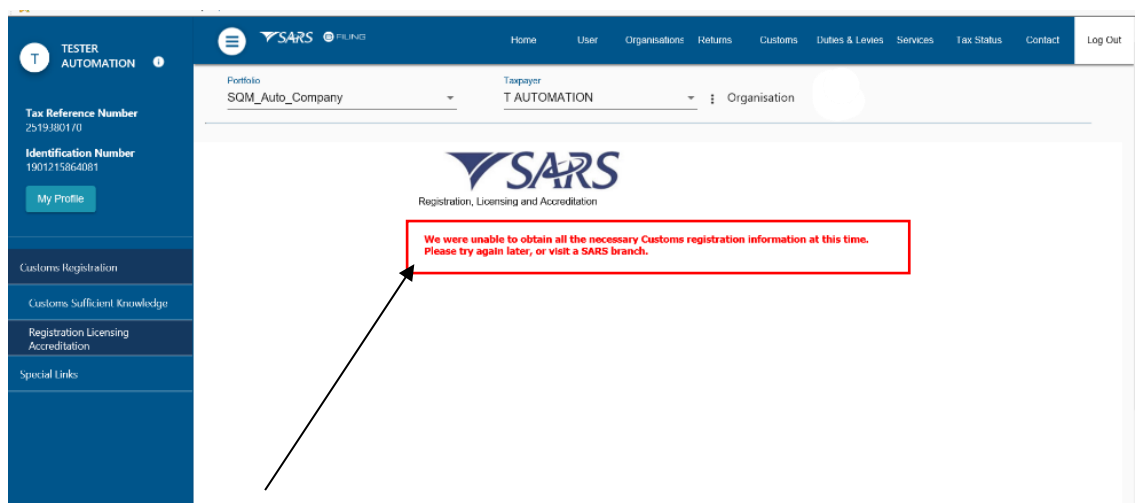 T
TESTER
AUTOMATION
Tax Reference Number
2519380170
Identification Number
1901215864081
My Profile
Customs Registration
Customs Sufficient Knowledge
Registration Licensing
Accreditation
Special Links
SARS eFILING
Home User Organisations Returns Customs Duties & Levies Services Tax Status Contact Log Out
Portfolio
SQM_Auto_Company
Taxpayer
T AUTOMATION
Organisation
SARS
Registration, Licensing and Accreditation
We were unable to obtain all the necessary Customs registration information at this time.
Please try again later, or visit a SARS branch.